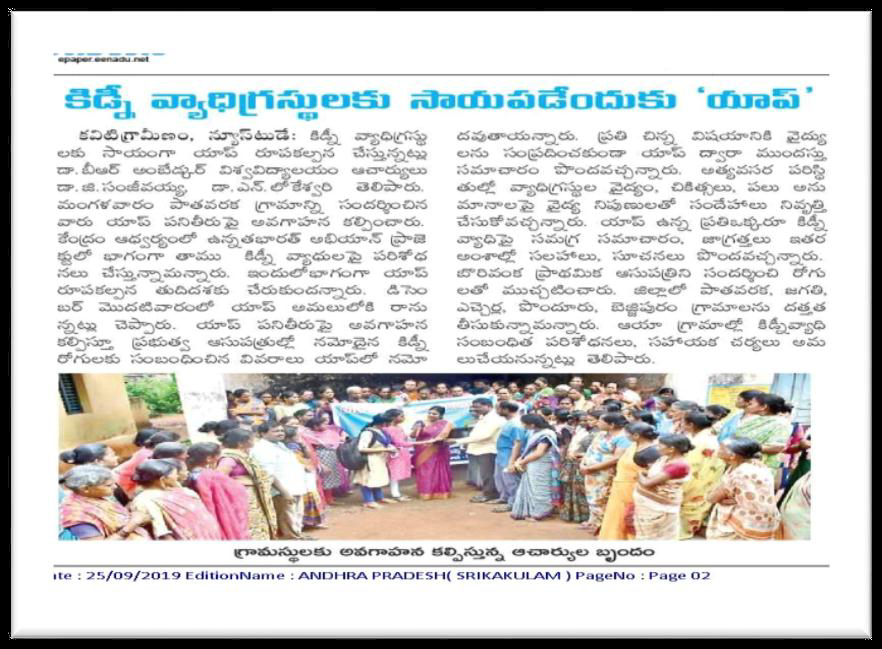 epaper.eenadu.net
కిడ్నీ వ్యాధిగ్రస్థులకు సాయపడేందుకు ‘యాప్’
కవిటిగ్రామీణం, న్యూస్‌టుడే: కిడ్నీ వ్యాధిగ్రస్థు
లకు సాయంగా యాప్ రూపకల్పన చేస్తున్నట్లు
డా.బీఆర్ అంబేడ్కర్ విశ్వవిద్యాలయం ఆచార్యులు
డా.జి.సంజీవయ్య, డా.ఎన్.లోకేశ్వరి తెలిపారు.
మంగళవారం పాతవరక గ్రామాన్ని సందర్శించిన
వారు యాప్ పనితీరుపై అవగాహన కల్పించారు.
కేంద్రం ఆధ్వర్యంలో ఉన్నతభారత్ అభియాన్ ప్రాజె
క్టులో భాగంగా తాము కిడ్నీ వ్యాధులపై పరిశోధ
నలు చేస్తున్నామన్నారు. ఇందులోభాగంగా యాప్
రూపకల్పన తుదిదశకు చేరుకుందన్నారు. డిసెం
బర్ మొదటివారంలో యాప్ అమలులోకి రాను
న్నట్లు చెప్పారు. యాప్ పనితీరుపై అవగాహన
కల్పిస్తూ ప్రభుత్వ ఆసుపత్రుల్లో నమోదైన కిడ్నీ
రోగులకు సంబంధించిన వివరాలు యాప్‌లో నమో
దవుతాయన్నారు. ప్రతి చిన్న విషయానికి వైద్యు
లను సంప్రదించకుండా యాప్ ద్వారా ముందస్తు
సమాచారం పొందవచ్చన్నారు. అత్యవసర పరిస్థి
తుల్లో వ్యాధిగ్రస్థుల వైద్యం, చికిత్సలు, పలు అను
మానాలపై వైద్య నిపుణులతో సందేహాలు నివృత్తి
చేసుకోవచ్చన్నారు. యాప్ ఉన్న ప్రతిఒక్కరూ కిడ్నీ
వ్యాధిపై సమగ్ర సమాచారం, జాగ్రత్తలు ఇతర
అంశాల్లో సలహాలు, సూచనలు పొందవచ్చన్నారు.
బొరివంక ప్రాథమిక ఆసుపత్రిని సందర్శించి రోగు
లతో ముచ్చటించారు. జిల్లాలో పాతవరక, జగతి,
ఎచ్చెర్ల, పొందూరు, బెజ్జిపురం గ్రామాలను దత్తత
తీసుకున్నామన్నారు. ఆయా గ్రామాల్లో కిడ్నీవ్యాధి
సంబంధిత పరిశోధనలు, సహాయక చర్యలు అమ
లుచేయనున్నట్లు తెలిపారు.
గ్రామస్థులకు అవగాహన కల్పిస్తున్న ఆచార్యుల బృందం
te : 25/09/2019 EditionName : ANDHRA PRADESH( SRIKAKULAM ) PageNo : Page 02